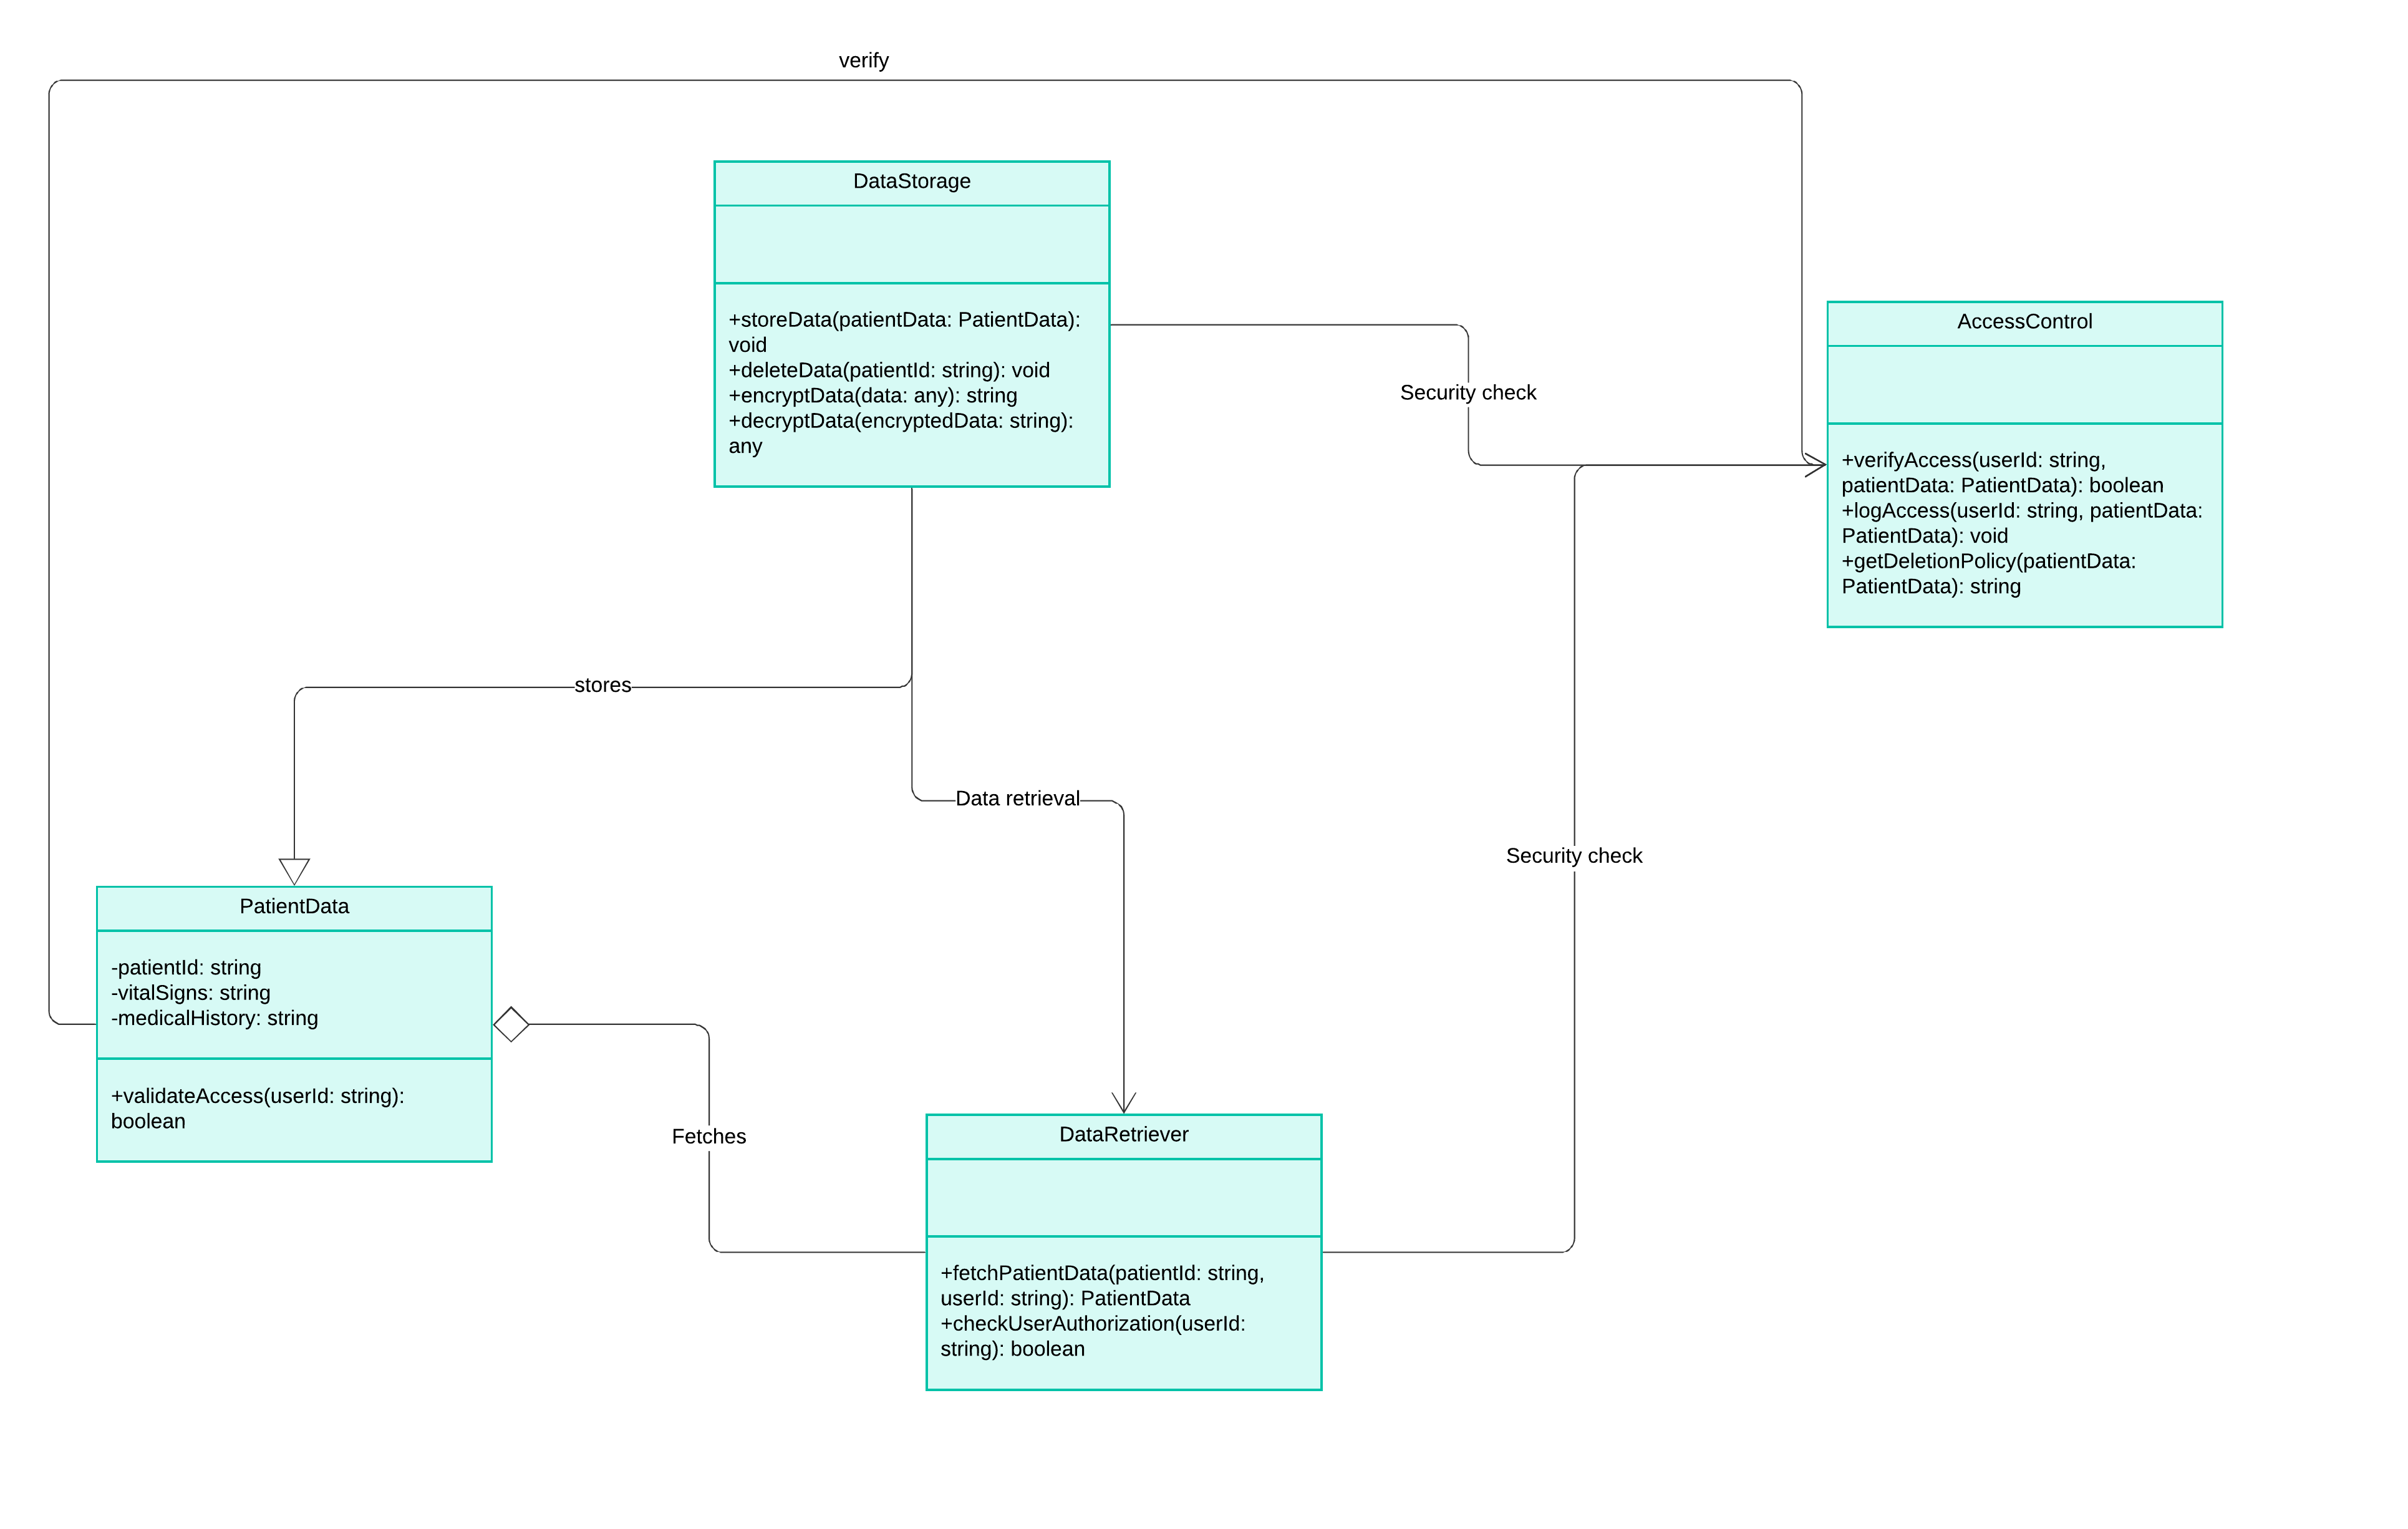 verify
DataStorage
+storeData(patientData: PatientData):
void
+deleteData(patientId: string): void
+encryptData(data: any): string
+decryptData(encryptedData: string):
any
AccessControl
+verifyAccess(userId: string,
patientData: PatientData): boolean
+logAccess(userId: string, patientData:
PatientData): void
+getDeletionPolicy(patientData:
PatientData): string
Security check
stores
Data retrieval
Security check
PatientData
-patientId: string
-vitalSigns: string
-medicalHistory: string
+validateAccess(userId: string):
boolean
Fetches
DataRetriever
+fetchPatientData(patientId: string,
userId: string): PatientData
+checkUserAuthorization(userId:
string): boolean